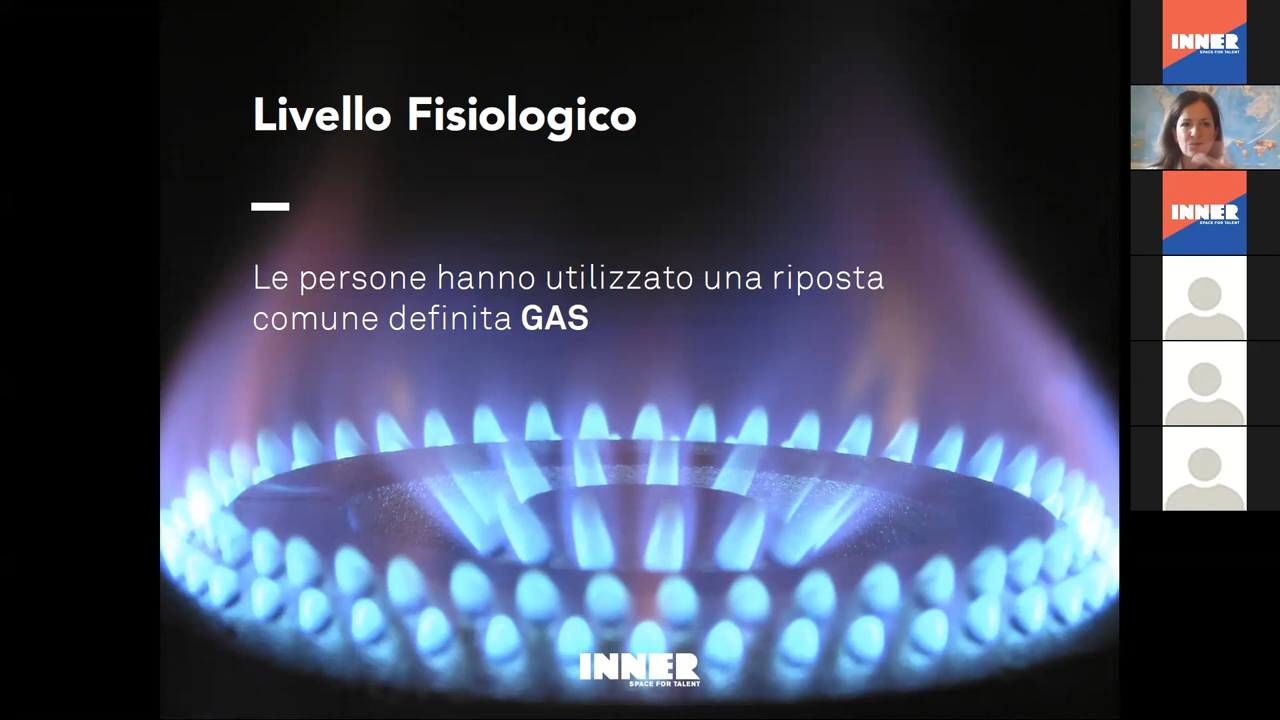 Livello Fisiologico
Le persone hanno utilizzato una riposta
comune definita GAS
INNER
SPACE FOR TALENT
INNER
SPACE FOR TALENT
INNER
SPACE FOR TALENT